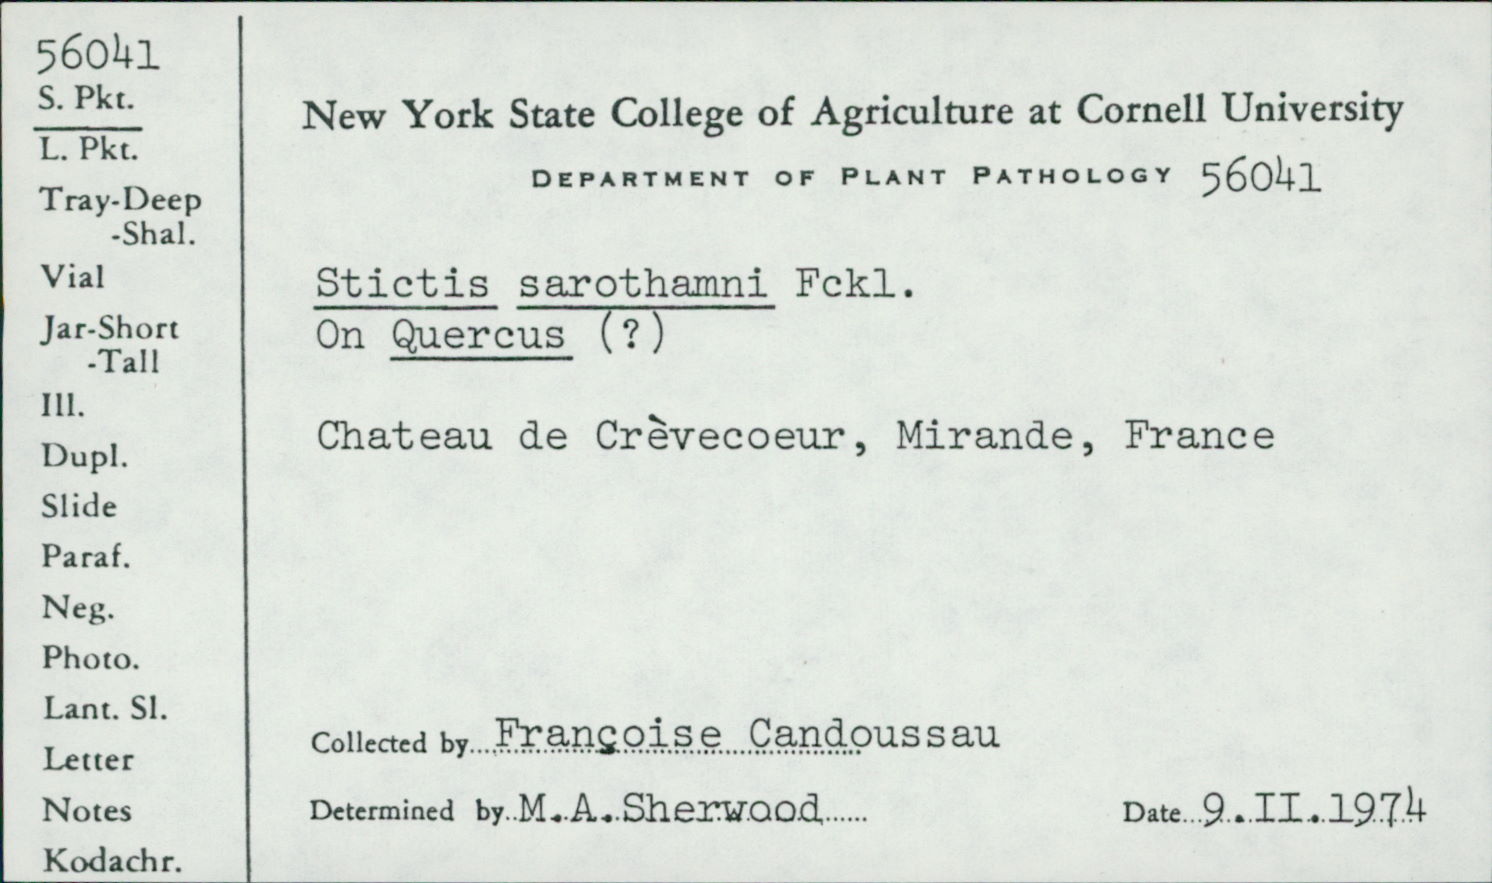 56041
S. Pkt.
L. Pkt.
Tray-Deep
-Shal.
Vial
Jar-Short
-Tall
Ill.
Dupl.
Slide
Paraf.
Neg.
Photo.
Lant. Sl.
Letter
Notes
Kodachr.
New York State College of Agriculture at Cornell University
DEPARTMENT OF PLANT PATHOLOGY 56041
Stictis sarothamni Fckl.
On Quercus (?)
Chateau de Crèvecoeur, Mirande, France
Collected by Françoise Candoussau
Determined by M.A. Sherwood Date 9.II.1974